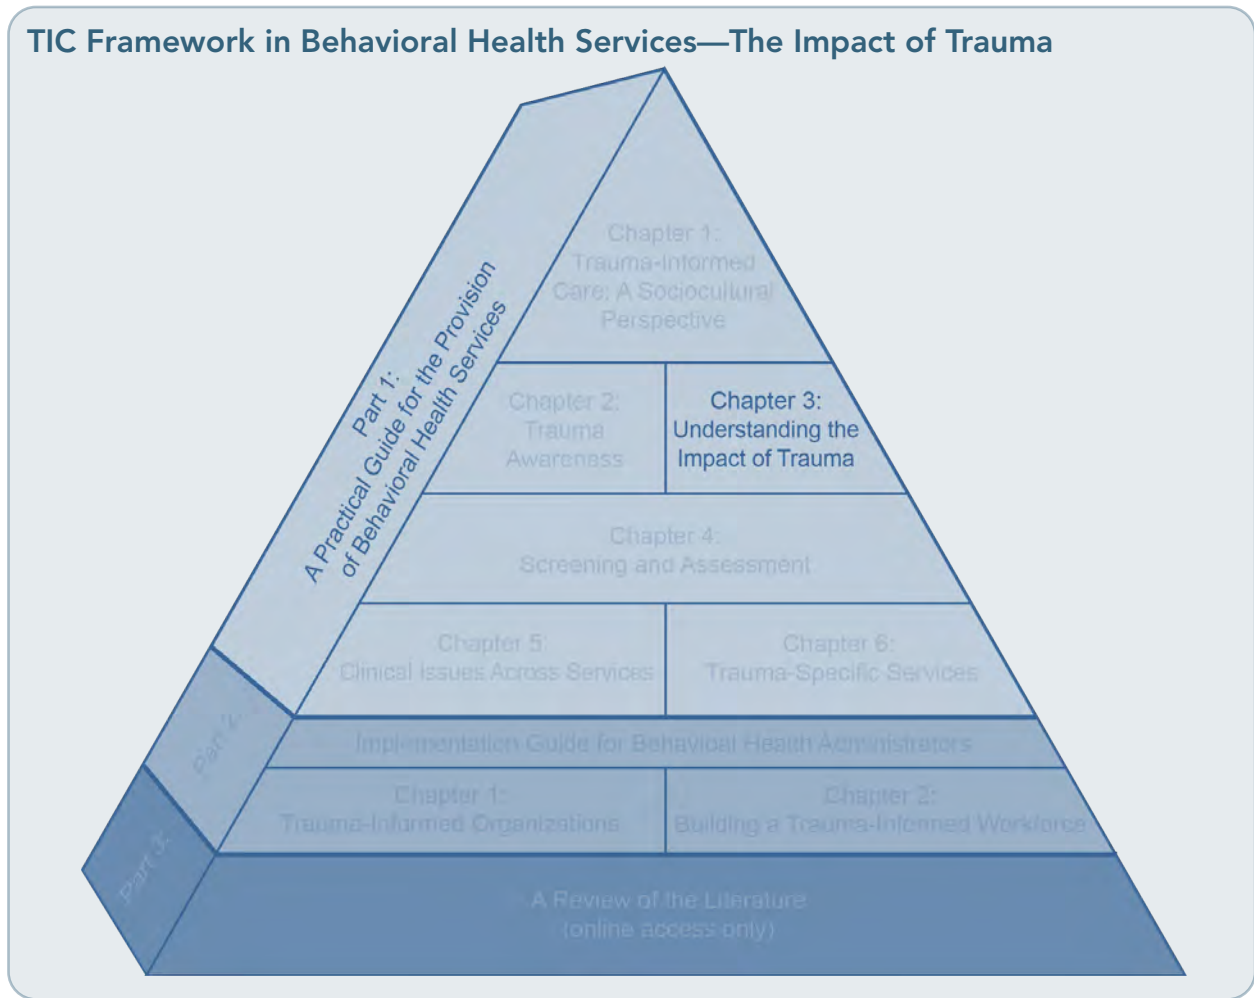 TIC Framework in Behavioral Health Services—The Impact of Trauma
Part 1:
A Practical Guide for the Provision
of Behavioral Health Services
Chapter 1:
Trauma-Informed
Care: A Sociocultural
Perspective
Chapter 2:
Trauma
Awareness
Chapter 3:
Understanding the
Impact of Trauma
Chapter 4:
Screening and Assessment
Chapter 5:
Clinical Issues Across Services
Chapter 6:
Trauma-Specific Services
Part 2:
Implementation Guide for Behavioral Health Administrators
Chapter 1:
Trauma-Informed Organizations
Chapter 2:
Building a Trauma-Informed Workforce
Part 3:
A Review of the Literature
(online access only)